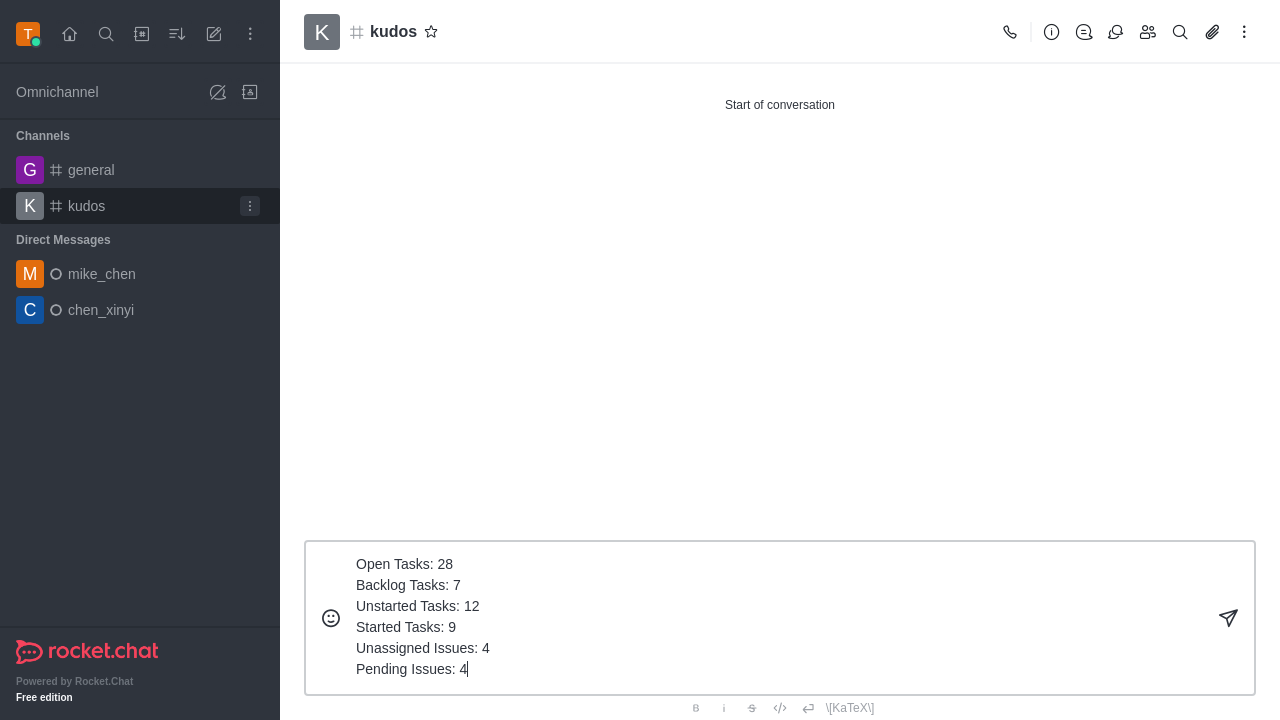 T
K kudos
Omnichannel
Start of conversation
Channels
G general
K kudos
Direct Messages
M mike_chen
C chen_xinyi
Open Tasks: 28
Backlog Tasks: 7
Unstarted Tasks: 12
Started Tasks: 9
Unassigned Issues: 4
Pending Issues: 4
rocket.chat
Powered by Rocket.Chat
Free edition
B i S \[KaTeX\]